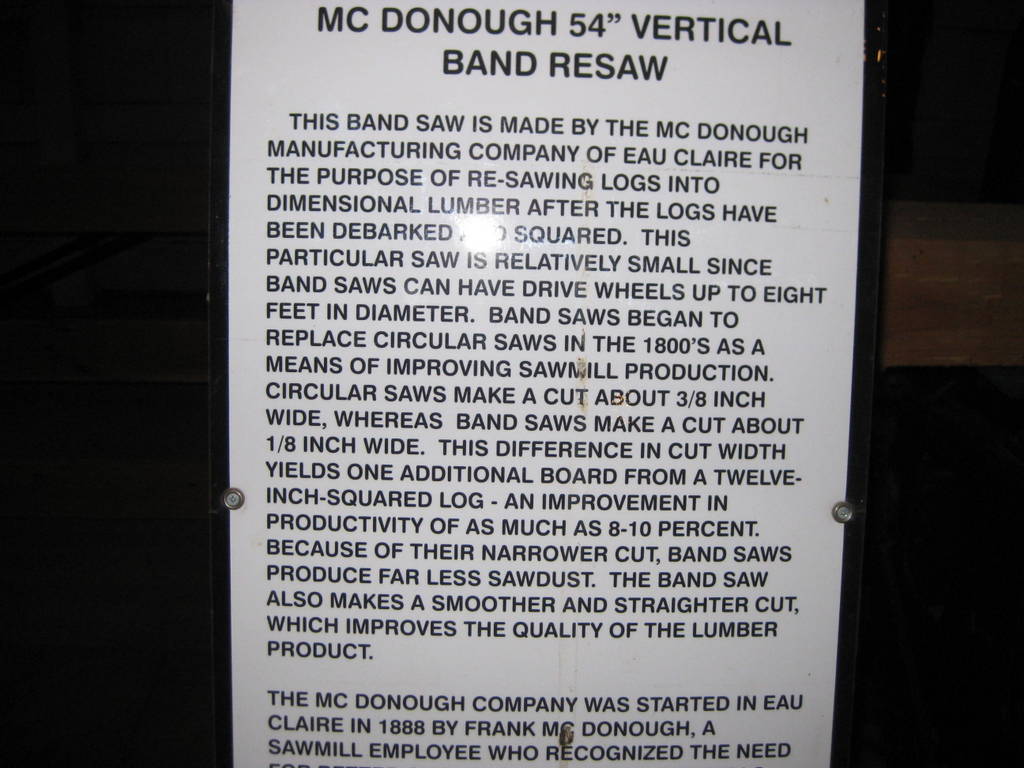 MC DONOUGH 54” VERTICAL
BAND RESAW
THIS BAND SAW IS MADE BY THE MC DONOUGH
MANUFACTURING COMPANY OF EAU CLAIRE FOR
THE PURPOSE OF RE-SAWING LOGS INTO
DIMENSIONAL LUMBER AFTER THE LOGS HAVE
BEEN DEBARKED SQUARED. THIS
PARTICULAR SAW IS RELATIVELY SMALL SINCE
BAND SAWS CAN HAVE DRIVE WHEELS UP TO EIGHT
FEET IN DIAMETER. BAND SAWS BEGAN TO
REPLACE CIRCULAR SAWS IN THE 1800’S AS A
MEANS OF IMPROVING SAWMILL PRODUCTION.
CIRCULAR SAWS MAKE A CUT ABOUT 3/8 INCH
WIDE, WHEREAS BAND SAWS MAKE A CUT ABOUT
1/8 INCH WIDE. THIS DIFFERENCE IN CUT WIDTH
YIELDS ONE ADDITIONAL BOARD FROM A TWELVE-
INCH-SQUARED LOG - AN IMPROVEMENT IN
PRODUCTIVITY OF AS MUCH AS 8-10 PERCENT.
BECAUSE OF THEIR NARROWER CUT, BAND SAWS
PRODUCE FAR LESS SAWDUST. THE BAND SAW
ALSO MAKES A SMOOTHER AND STRAIGHTER CUT,
WHICH IMPROVES THE QUALITY OF THE LUMBER
PRODUCT.
THE MC DONOUGH COMPANY WAS STARTED IN EAU
CLAIRE IN 1888 BY FRANK MC DONOUGH, A
SAWMILL EMPLOYEE WHO RECOGNIZED THE NEED